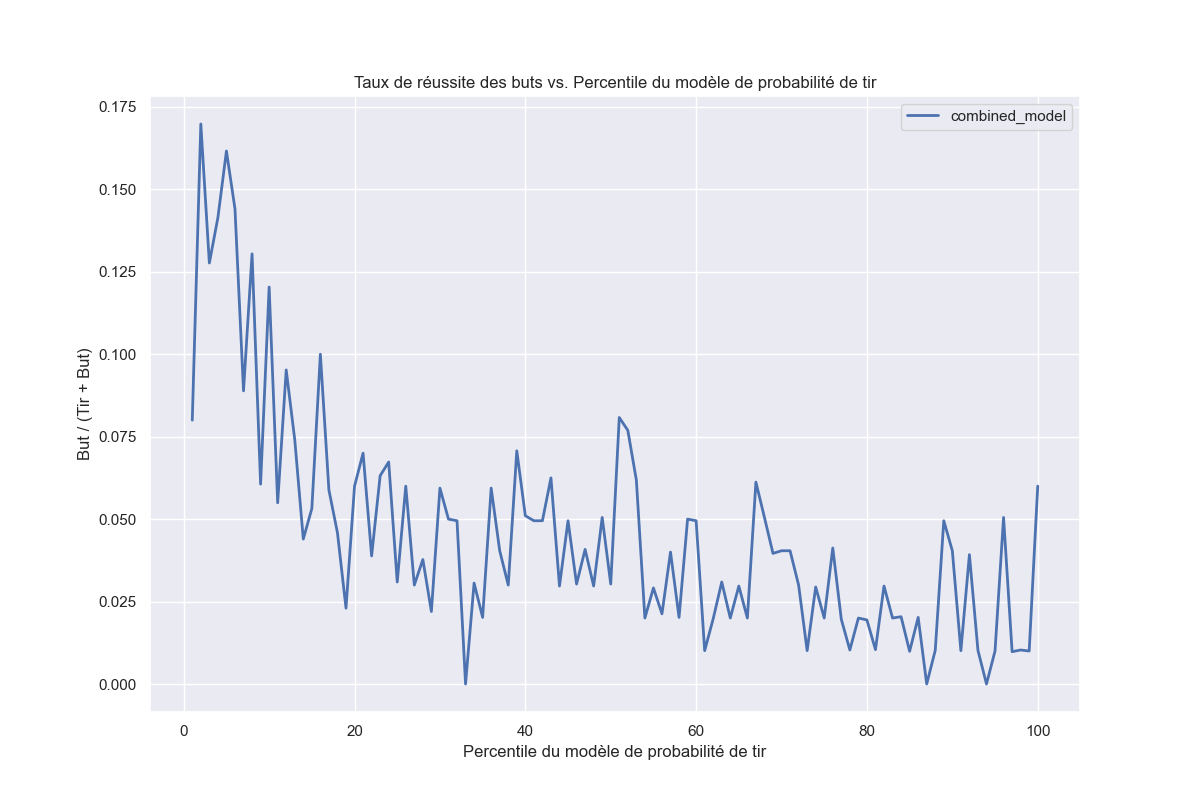 Taux de réussite des buts vs. Percentile du modèle de probabilité de tir
combined_model
0.175
0.150
0.125
0.100
0.075
0.050
0.025
0.000
But / (Tir + But)
0 20 40 60 80 100
Percentile du modèle de probabilité de tir